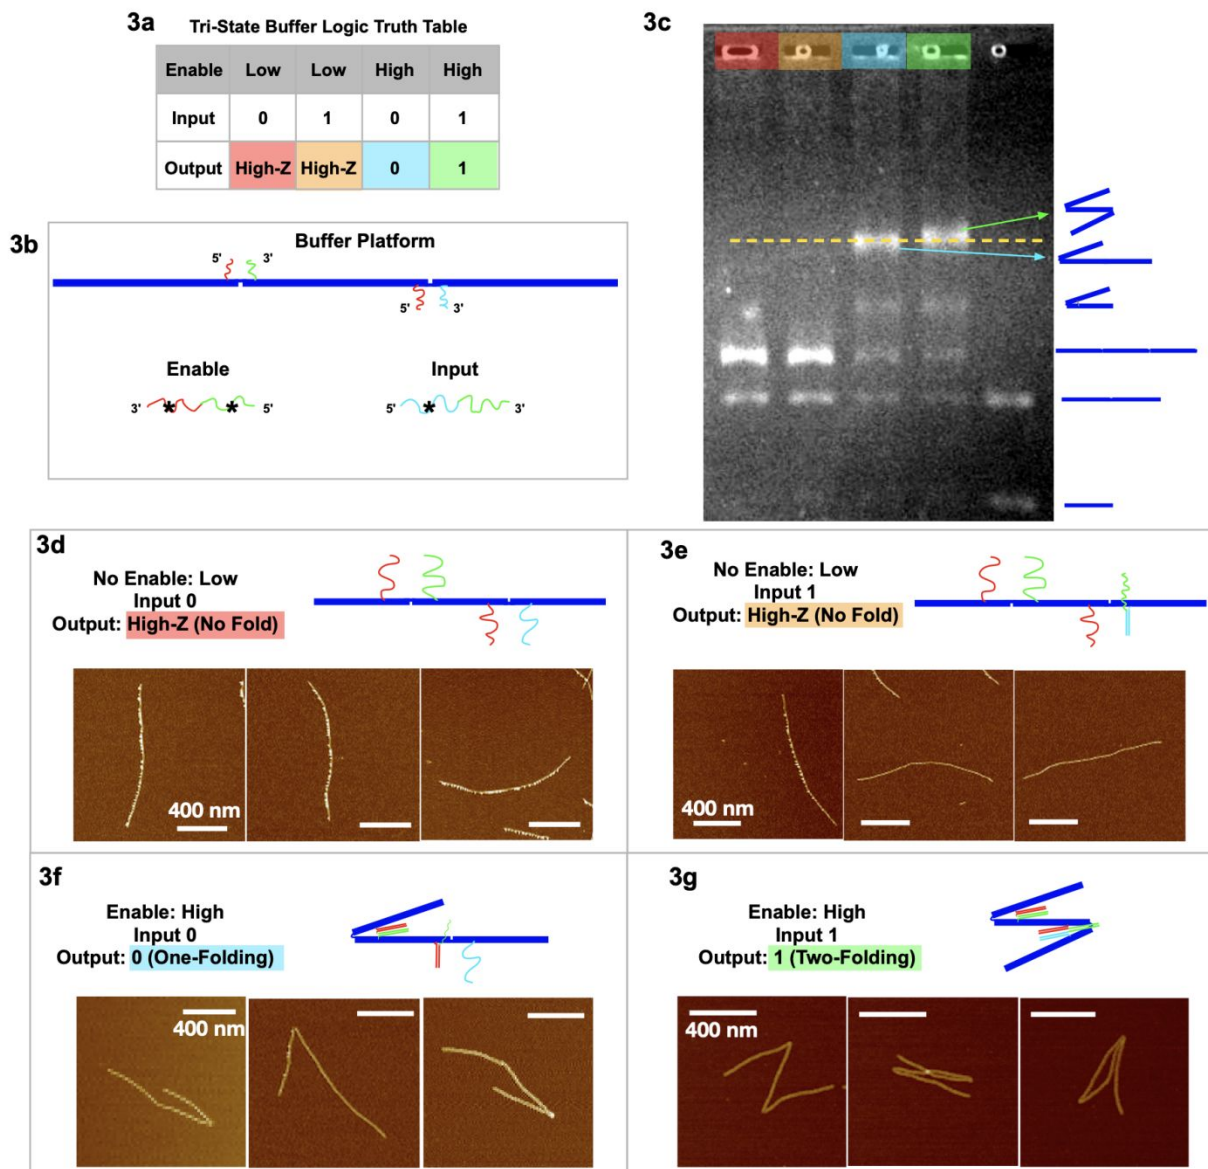 3a
Tri-State Buffer Logic Truth Table
Enable Low Low High High
Input 0 1 0 1
Output High-Z High-Z 0 1
3b
Buffer Platform
5' 3'
5' 3'
Enable Input
3' * * 5' 5' * 3'
3c
3d
No Enable: Low
Input 0
Output: High-Z (No Fold)
400 nm
3e
No Enable: Low
Input 1
Output: High-Z (No Fold)
400 nm
3f
Enable: High
Input 0
Output: 0 (One-Folding)
400 nm
3g
Enable: High
Input 1
Output: 1 (Two-Folding)
400 nm